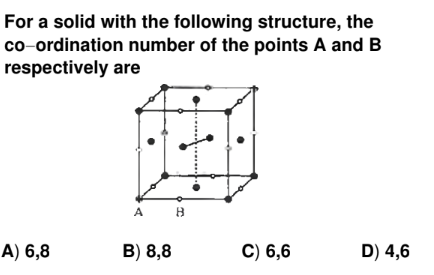 For a solid with the following structure, the
co-ordination number of the points A and B
respectively are
A B
A) 6,8 B) 8,8 C) 6,6 D) 4,6